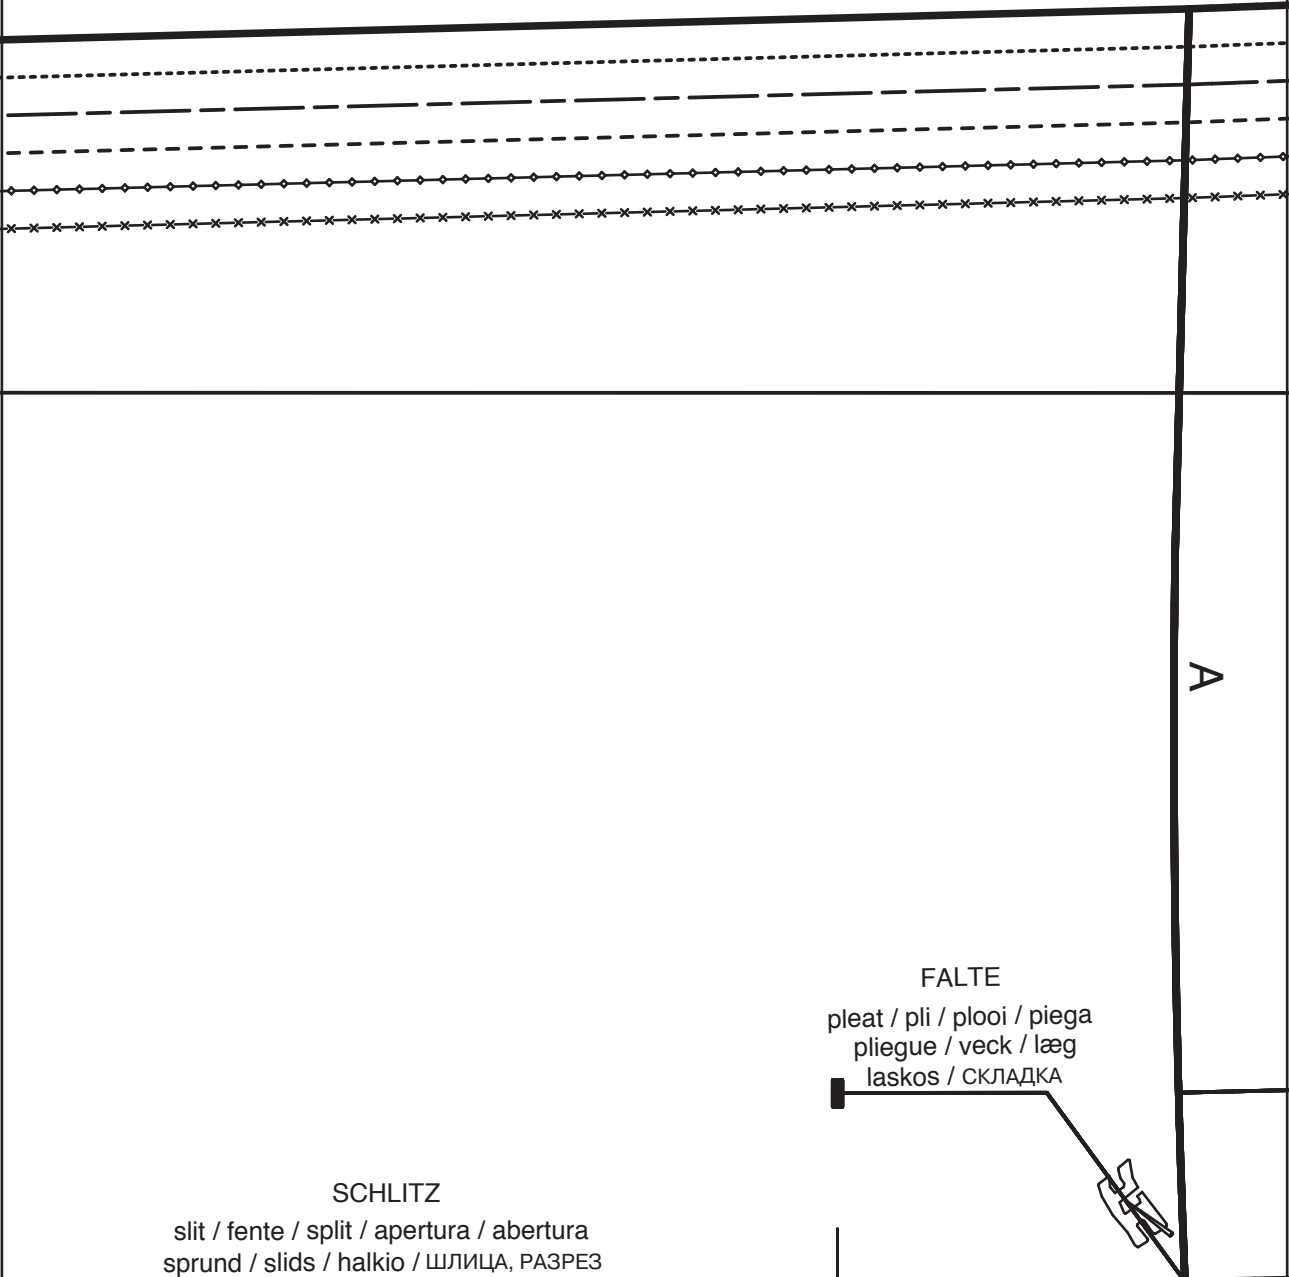 A
FALTE
pleat / pli / plooi / piega
pliegue / veck / læg
laskos / СКЛАДКА
SCHLITZ
slit / fente / split / apertura / abertura
sprund / slids / halkio / ШЛИЦА, РАЗРЕЗ